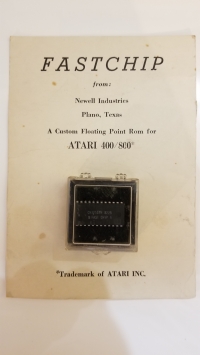 FASTCHIP
from:
Newell Industries
Plano, Texas
A Custom Floating Point Rom for
ATARI 400/800*
*Trademark of ATARI INC.